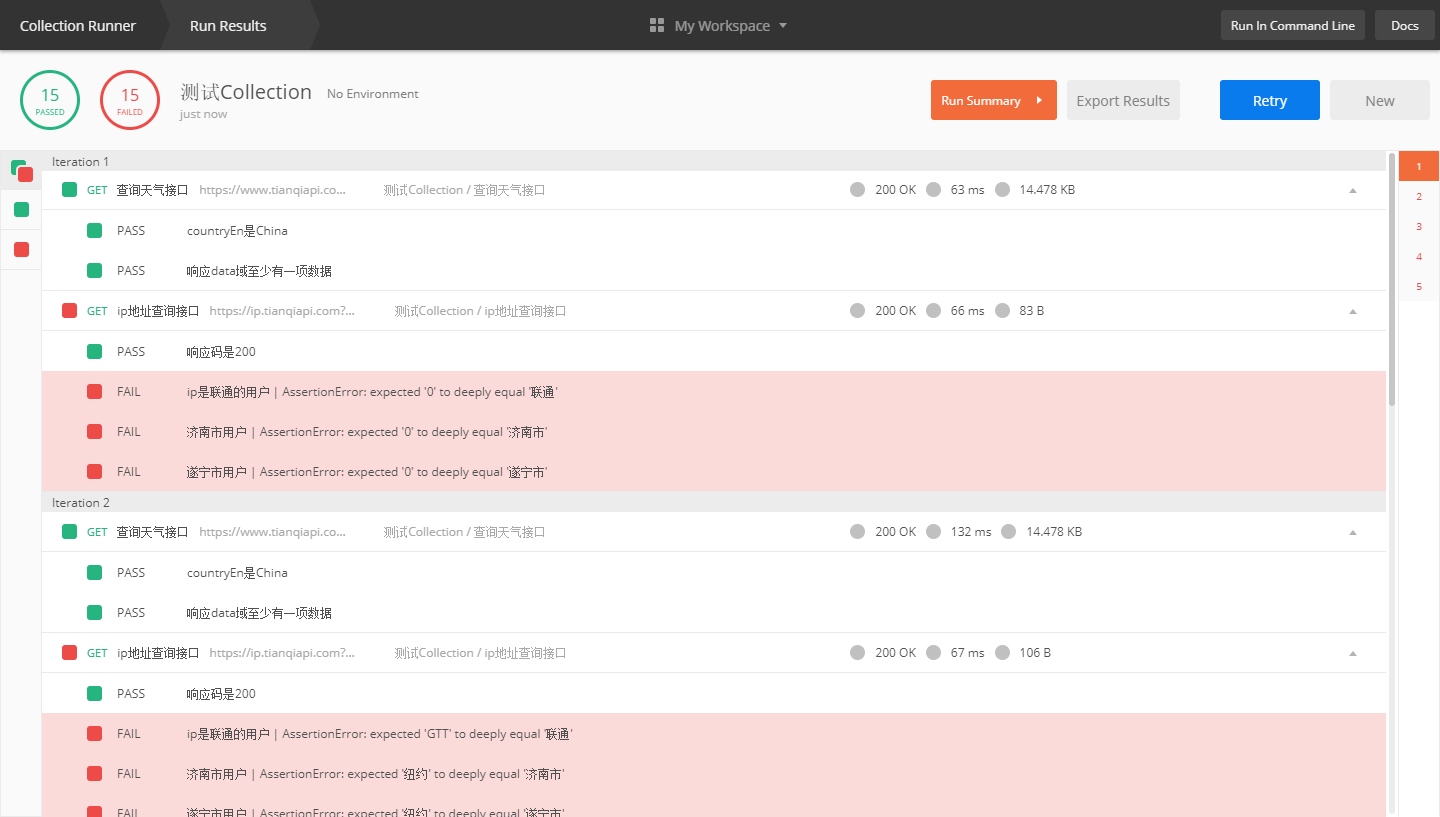 Collection Runner Run Results My Workspace Run In Command Line Docs
15 PASSED 15 FAILED 测试Collection No Environment Run Summary Export Results Retry New
just now
Iteration 1 1
GET 查询天气接口 https://www.tianqiapi.co... 测试Collection / 查询天气接口 200 OK 63 ms 14.478 KB
2
PASS countryEn是China 3
PASS 响应data域至少有一项数据 4
5
GET ip地址查询接口 https://ip.tianqiapi.com?... 测试Collection / ip地址查询接口 200 OK 66 ms 83 B
PASS 响应码是200
FAIL ip是联通的用户 | AssertionError: expected '0' to deeply equal '联通'
FAIL 济南市用户 | AssertionError: expected '0' to deeply equal '济南市'
FAIL 遂宁市用户 | AssertionError: expected '0' to deeply equal '遂宁市'
Iteration 2
GET 查询天气接口 https://www.tianqiapi.co... 测试Collection / 查询天气接口 200 OK 132 ms 14.478 KB
PASS countryEn是China
PASS 响应data域至少有一项数据
GET ip地址查询接口 https://ip.tianqiapi.com?... 测试Collection / ip地址查询接口 200 OK 67 ms 106 B
PASS 响应码是200
FAIL ip是联通的用户 | AssertionError: expected 'GTT' to deeply equal '联通'
FAIL 济南市用户 | AssertionError: expected '纽约' to deeply equal '济南市'
FAIL 遂宁市用户 | AssertionError: expected '纽约' to deeply equal '遂宁市'